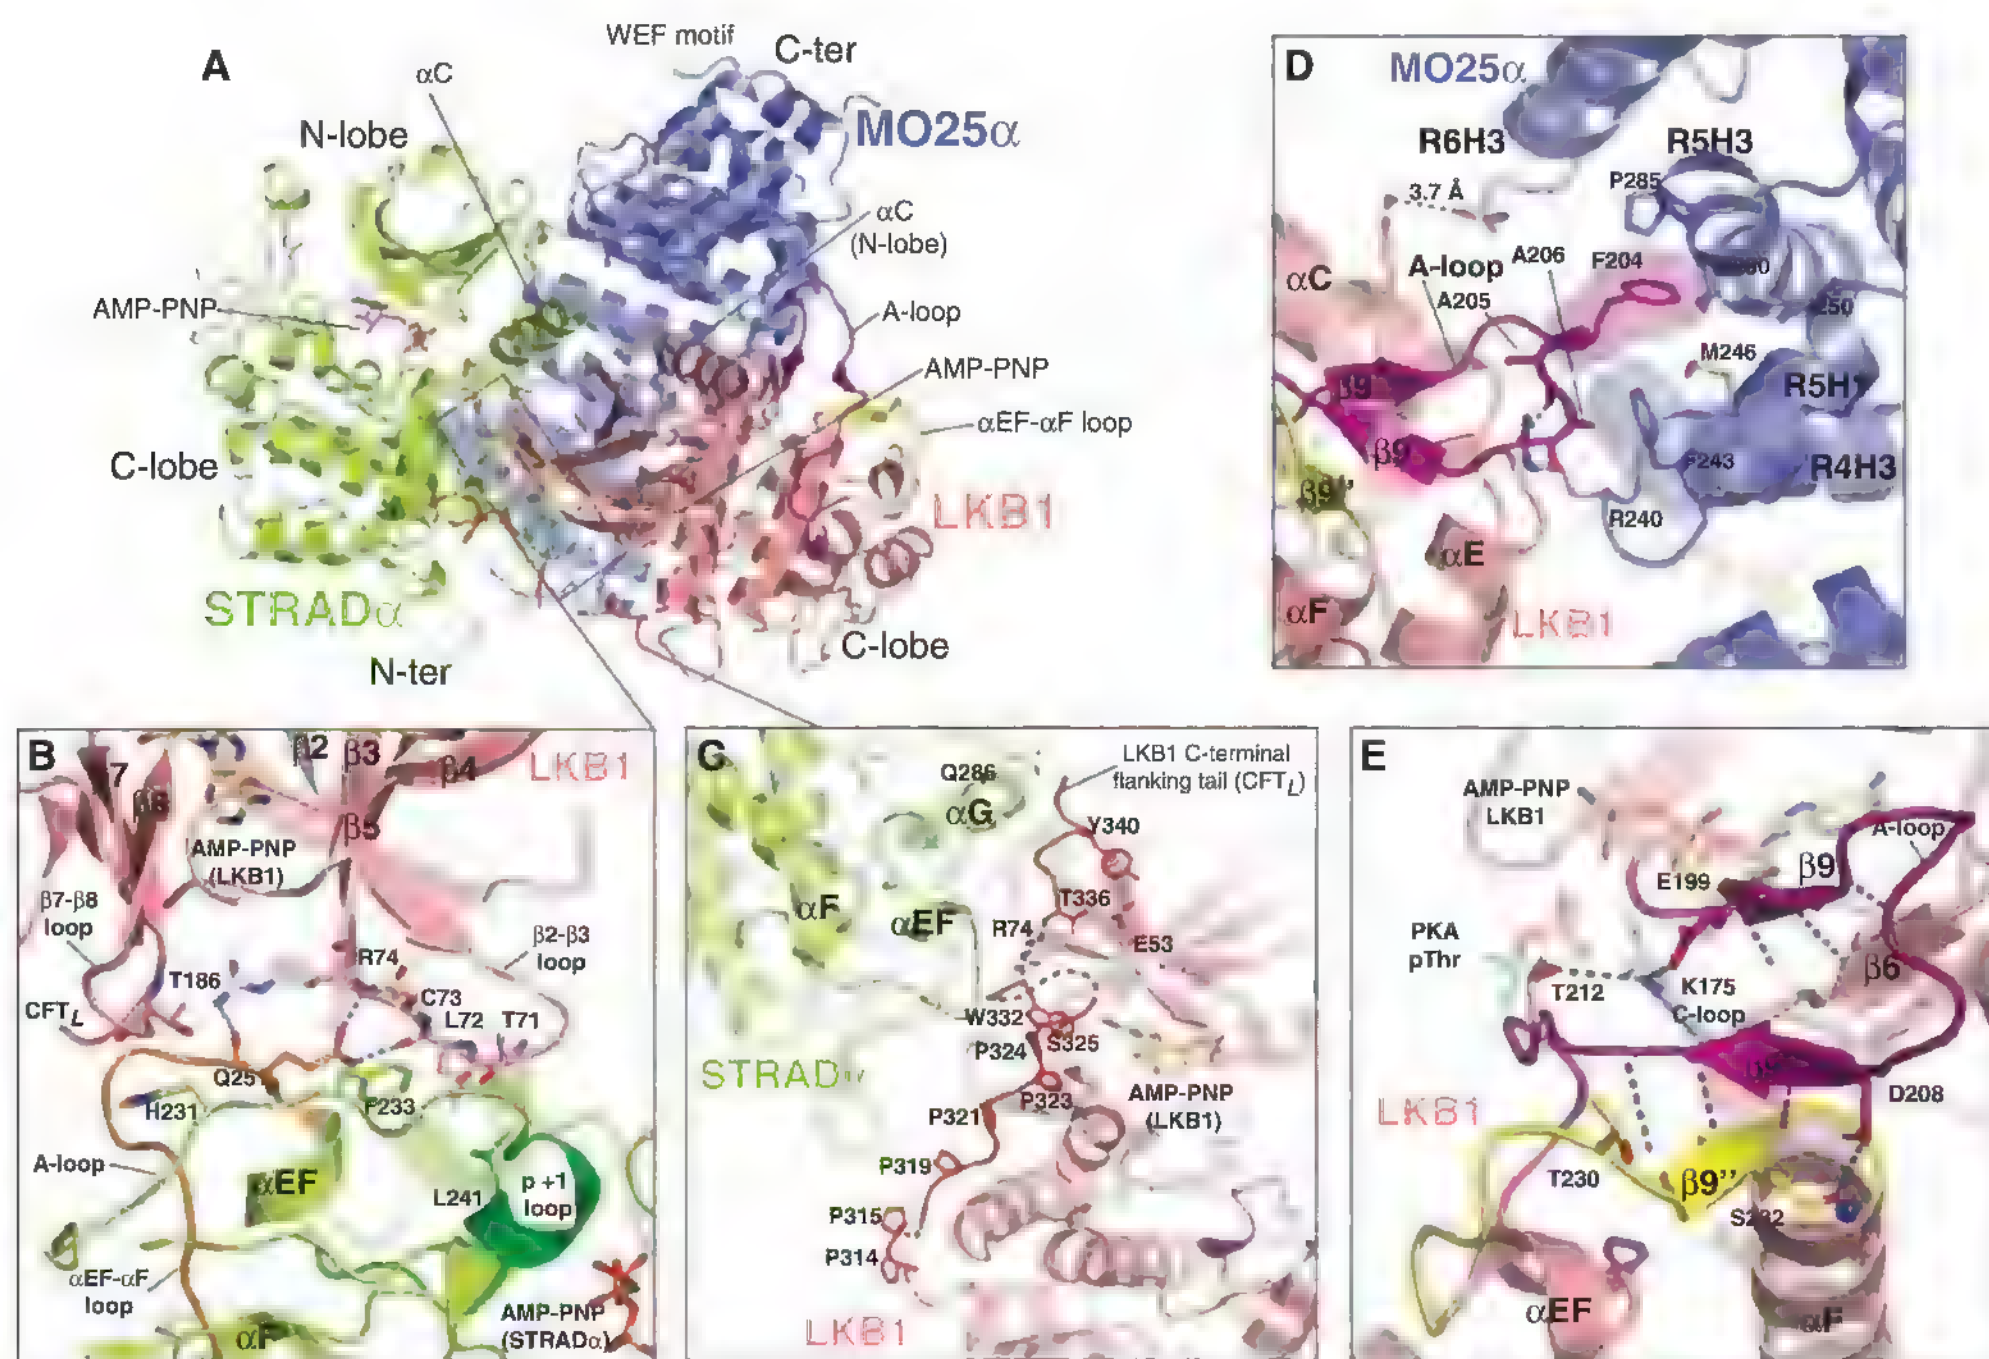 A
WEF motif
C-ter
αC
N-lobe
MO25α
αC
(N-lobe)
AMP-PNP
A-loop
AMP-PNP
αEF-αF loop
C-lobe
LKB1
STRADα
C-lobe
N-ter
D
MO25α
R6H3
R5H3
P285
3.7 Å
αC
A-loop
A206
F204
A205
M246
R5H1
β9
β9'
F243
R4H3
β9''
R240
αE
αF
LKB1
B
β2
β3
LKB1
β4
β7
β6
β5
AMP-PNP
(LKB1)
β7-β8
loop
β2-β3
loop
R74
T186
C73
CFTL
L72
T71
Q251
H231
F233
A-loop
αEF
L241
p +1
loop
αEF-αF
loop
AMP-PNP
(STRADα)
αF
LKB1 C-terminal
flanking tail (CFTL)
Q286
αG
Y340
T336
αF
αEF
R74
E53
W332
P324
S325
STRADα
P323
AMP-PNP
(LKB1)
P321
P319
P315
P314
LKB1
E
AMP-PNP
LKB1
A-loop
β9
E199
PKA
pThr
β6
T212
K175
C-loop
D208
LKB1
T230
β9''
S232
αEF
αF